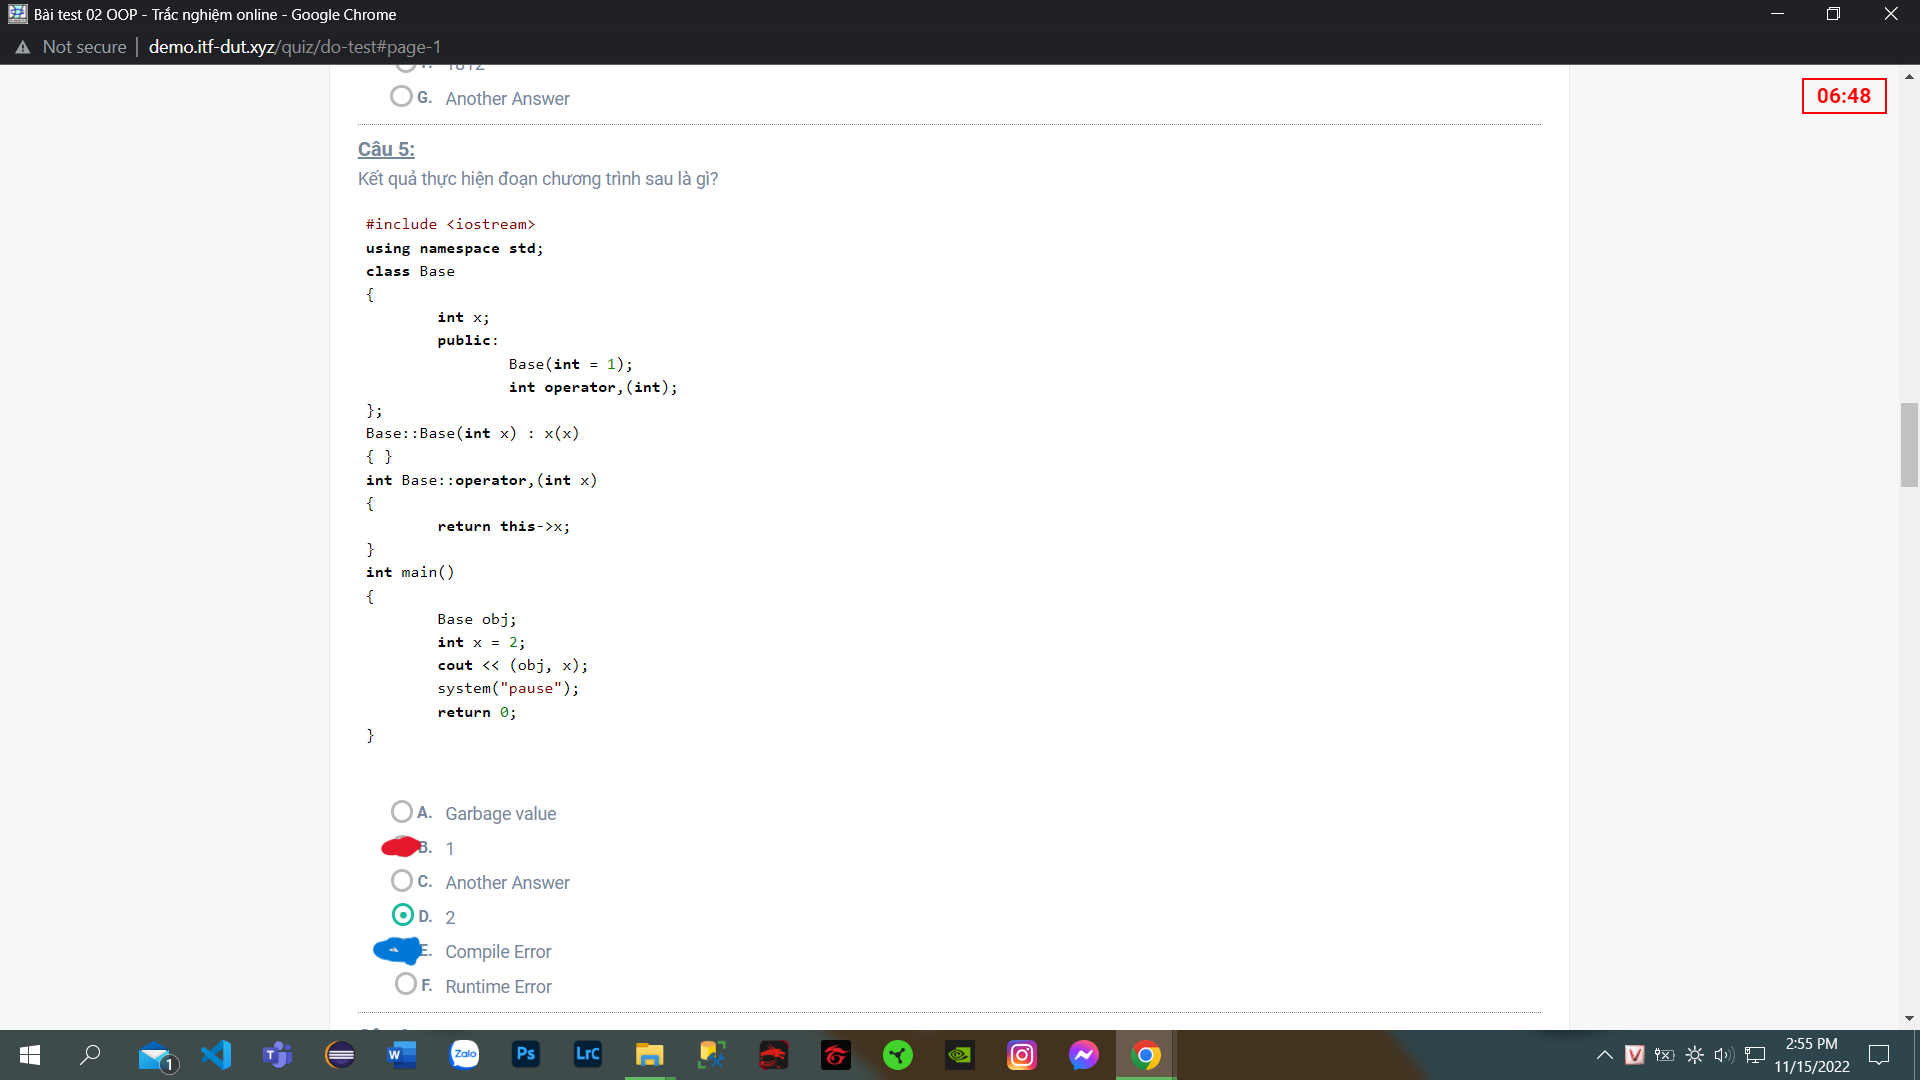 Bài test 02 OOP - Trắc nghiệm online - Google Chrome
Not secure | demo.itf-dut.xyz/quiz/do-test#page-1
G. Another Answer
06:48
Câu 5:
Kết quả thực hiện đoạn chương trình sau là gì?
#include <iostream>
using namespace std;
class Base
{
int x;
public:
Base(int = 1);
int operator,(int);
};
Base::Base(int x) : x(x)
{ }
int Base::operator,(int x)
{
return this->x;
}
int main()
{
Base obj;
int x = 2;
cout << (obj, x);
system("pause");
return 0;
}
A. Garbage value
B. 1
C. Another Answer
D. 2
E. Compile Error
F. Runtime Error
1
T
W
Zalo
Ps
LrC
V
2:55 PM
11/15/2022